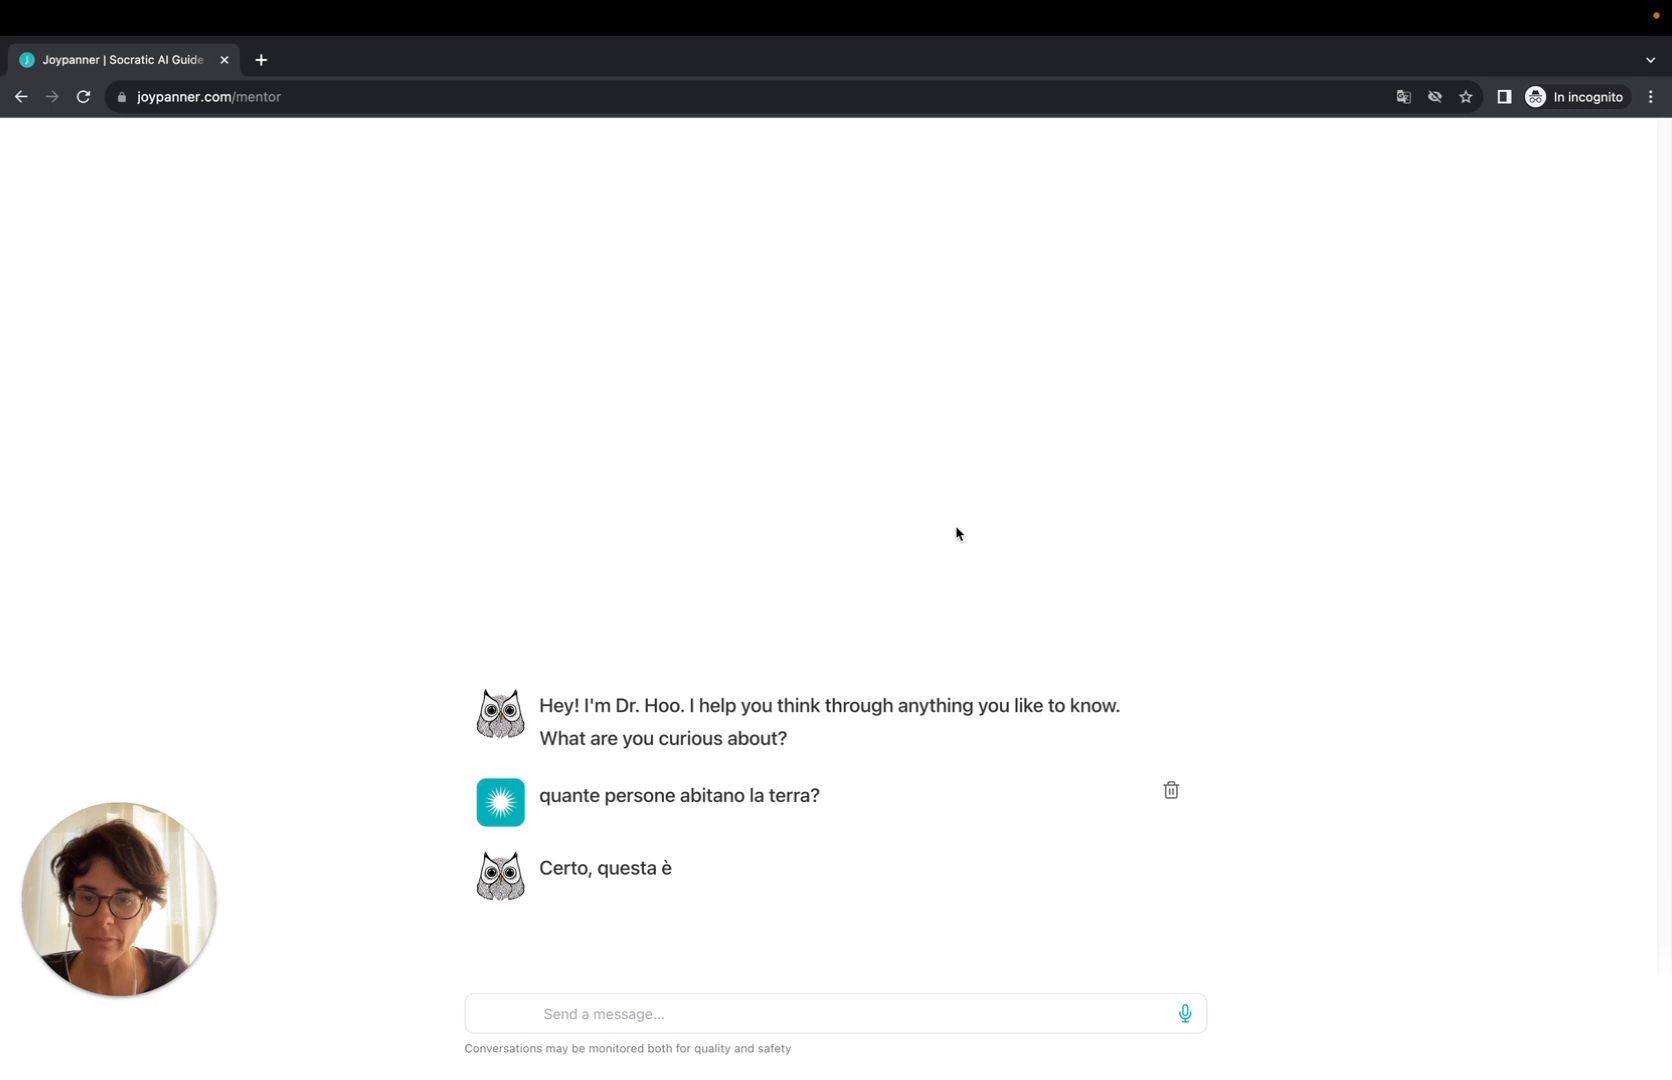 Joypanner | Socratic AI Guide
joypanner.com/mentor
In incognito
Hey! I'm Dr. Hoo. I help you think through anything you like to know.
What are you curious about?
quante persone abitano la terra?
Certo, questa è
Send a message...
Conversations may be monitored both for quality and safety